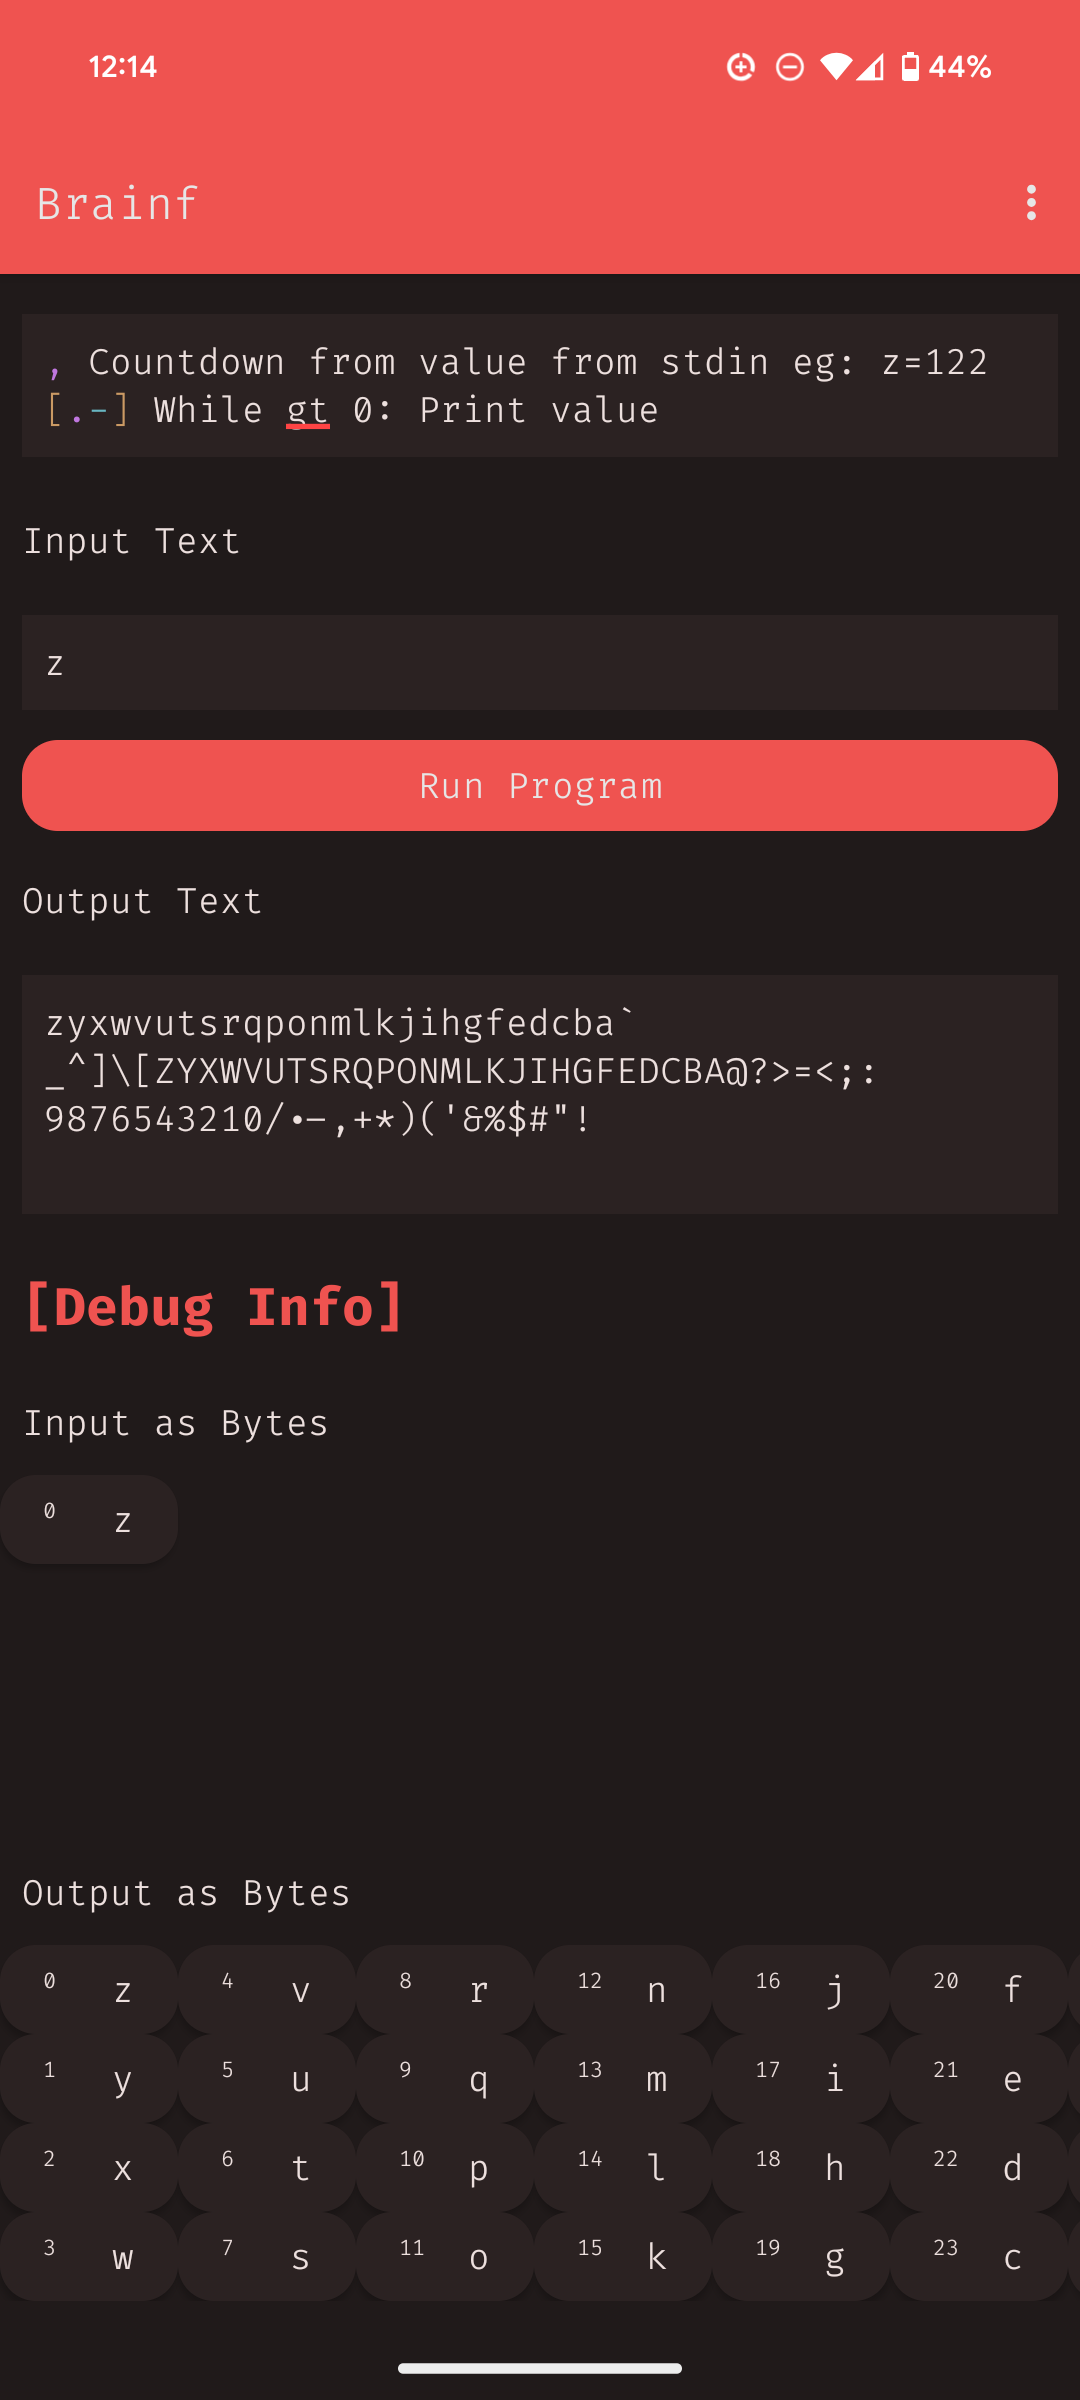 12:14 44%
Brainf
, Countdown from value from stdin eg: z=122
[.-] While gt 0: Print value
Input Text
z
Run Program
Output Text
zyxwvutsrqponmlkjihgfedcba`
_^]\[ZYXWVUTSRQPONMLKJIHGFEDCBA@?>=<;:
9876543210/•−,+*)('&%$#"!
[Debug Info]
Input as Bytes
0 z
Output as Bytes
0 z 4 v 8 r 12 n 16 j 20 f
1 y 5 u 9 q 13 m 17 i 21 e
2 x 6 t 10 p 14 l 18 h 22 d
3 w 7 s 11 o 15 k 19 g 23 c